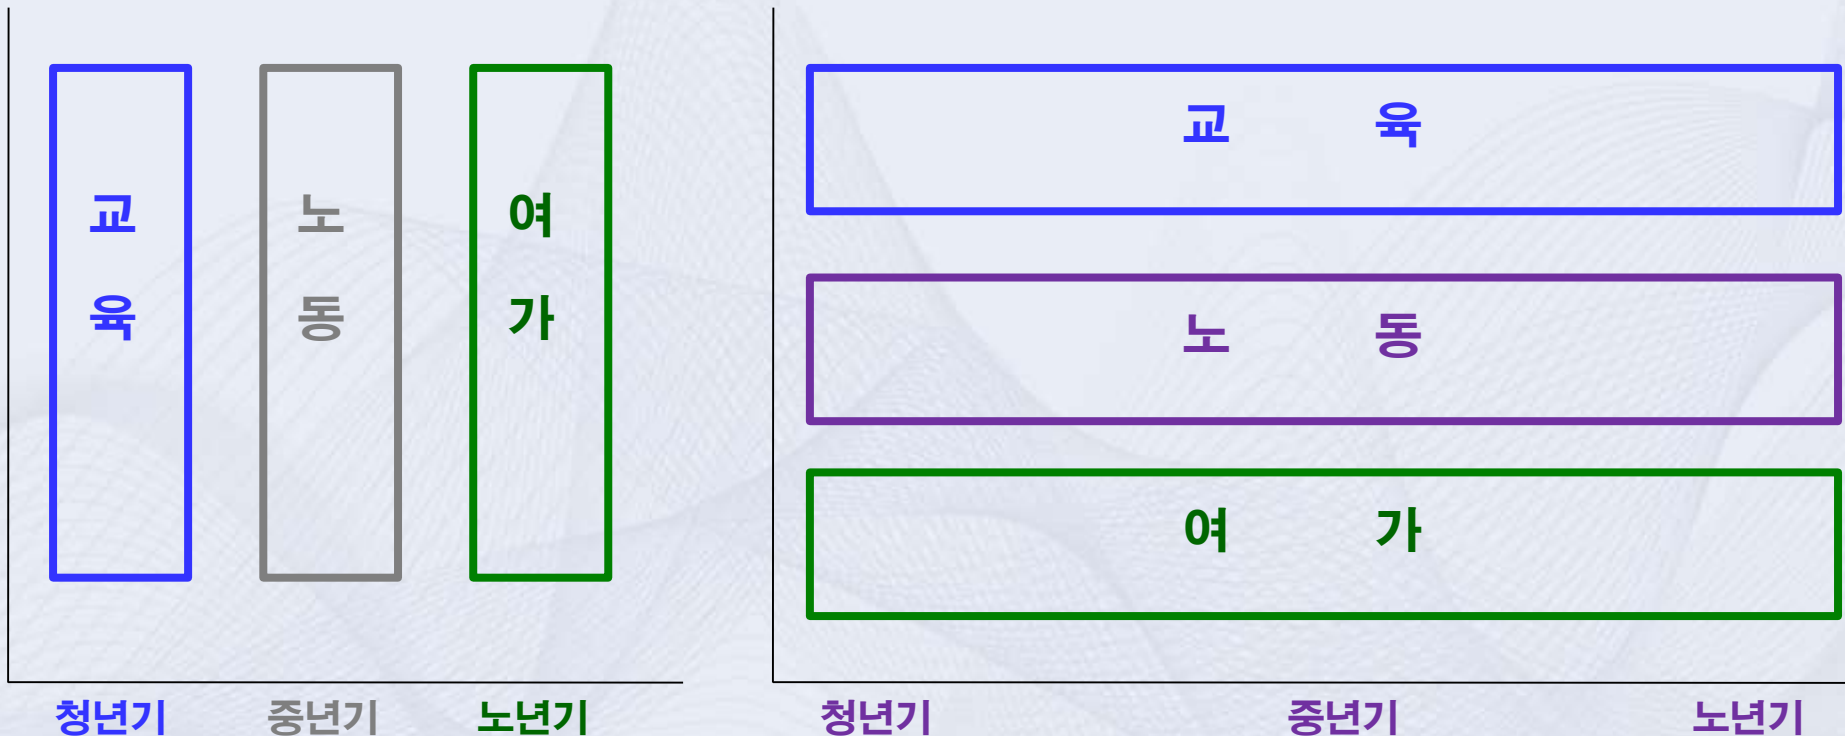 교육
노동
여가
청년기 중년기 노년기
교 육
노 동
여 가
청년기 중년기 노년기